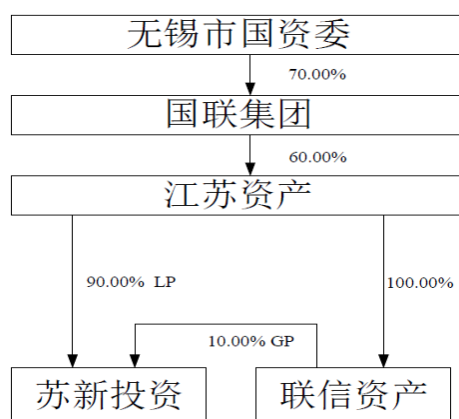 无锡市国资委
70.00%
国联集团
60.00%
江苏资产
90.00% LP
100.00%
10.00% GP
苏新投资
联信资产